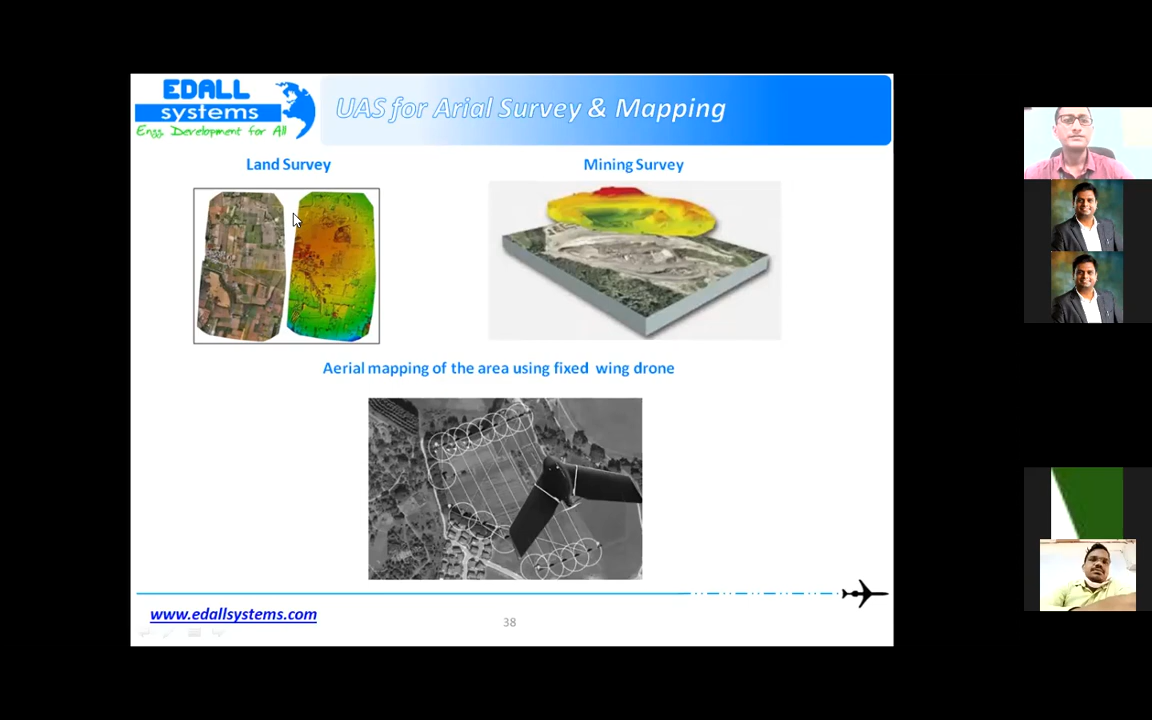 EDALL
systems
Engg. Development for All
UAS for Arial Survey & Mapping
Land Survey
Mining Survey
Aerial mapping of the area using fixed wing drone
www.edallsystems.com
38